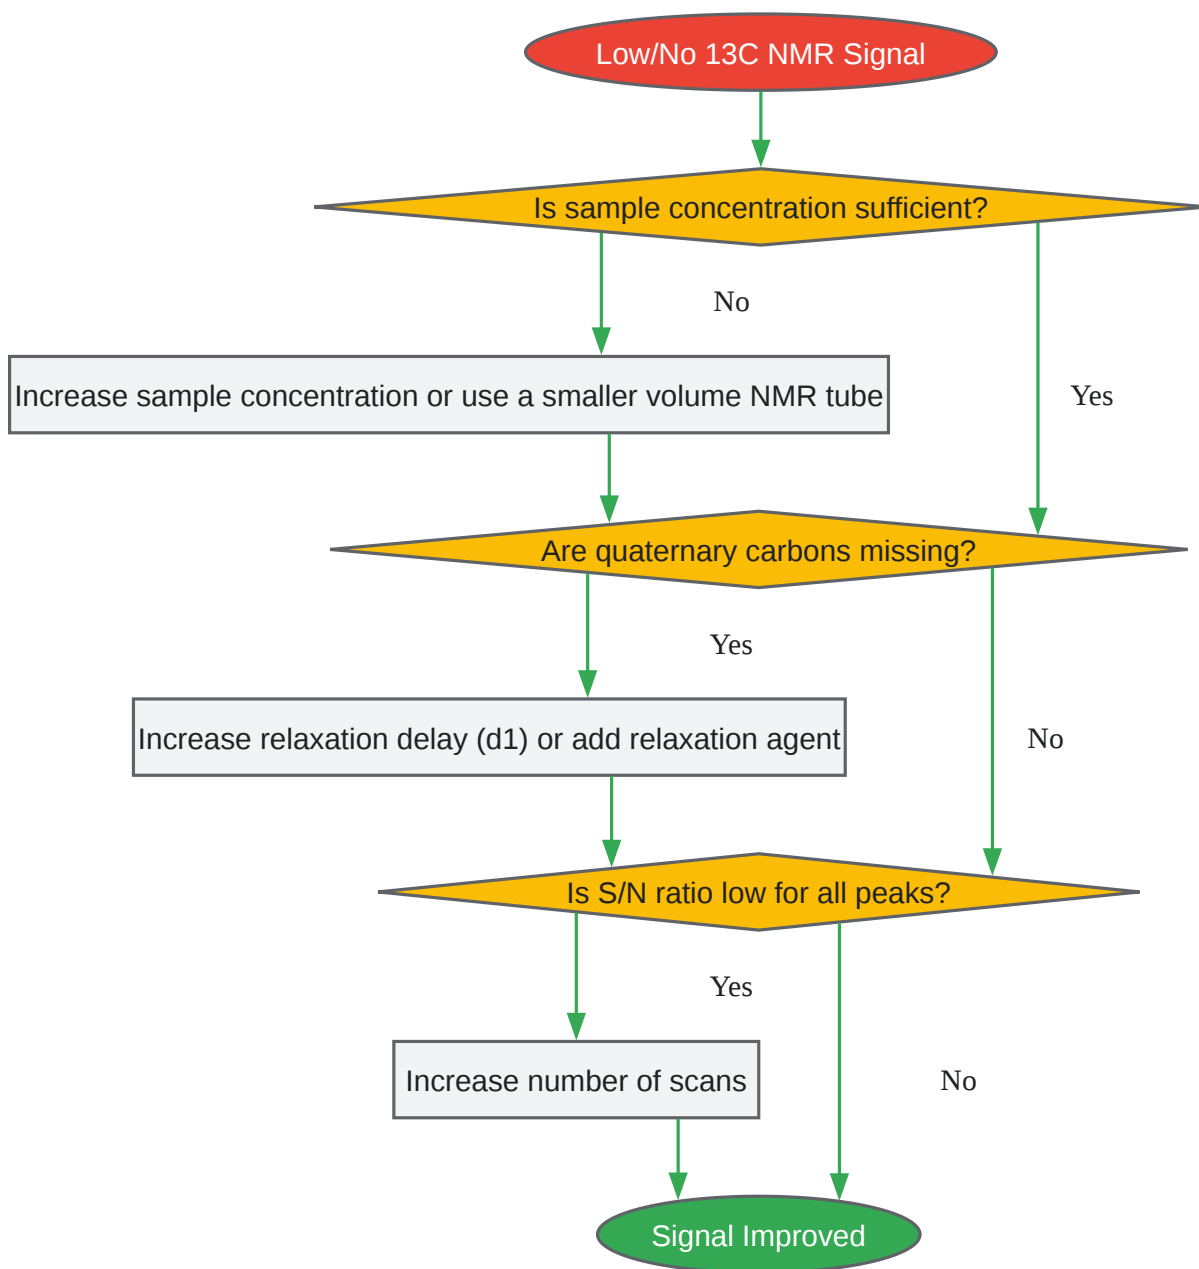 Low/No 13C NMR Signal
Is sample concentration sufficient?
No
Increase sample concentration or use a smaller volume NMR tube
Yes
Are quaternary carbons missing?
Yes
Increase relaxation delay (d1) or add relaxation agent
No
Is S/N ratio low for all peaks?
Yes
Increase number of scans
No
Signal Improved